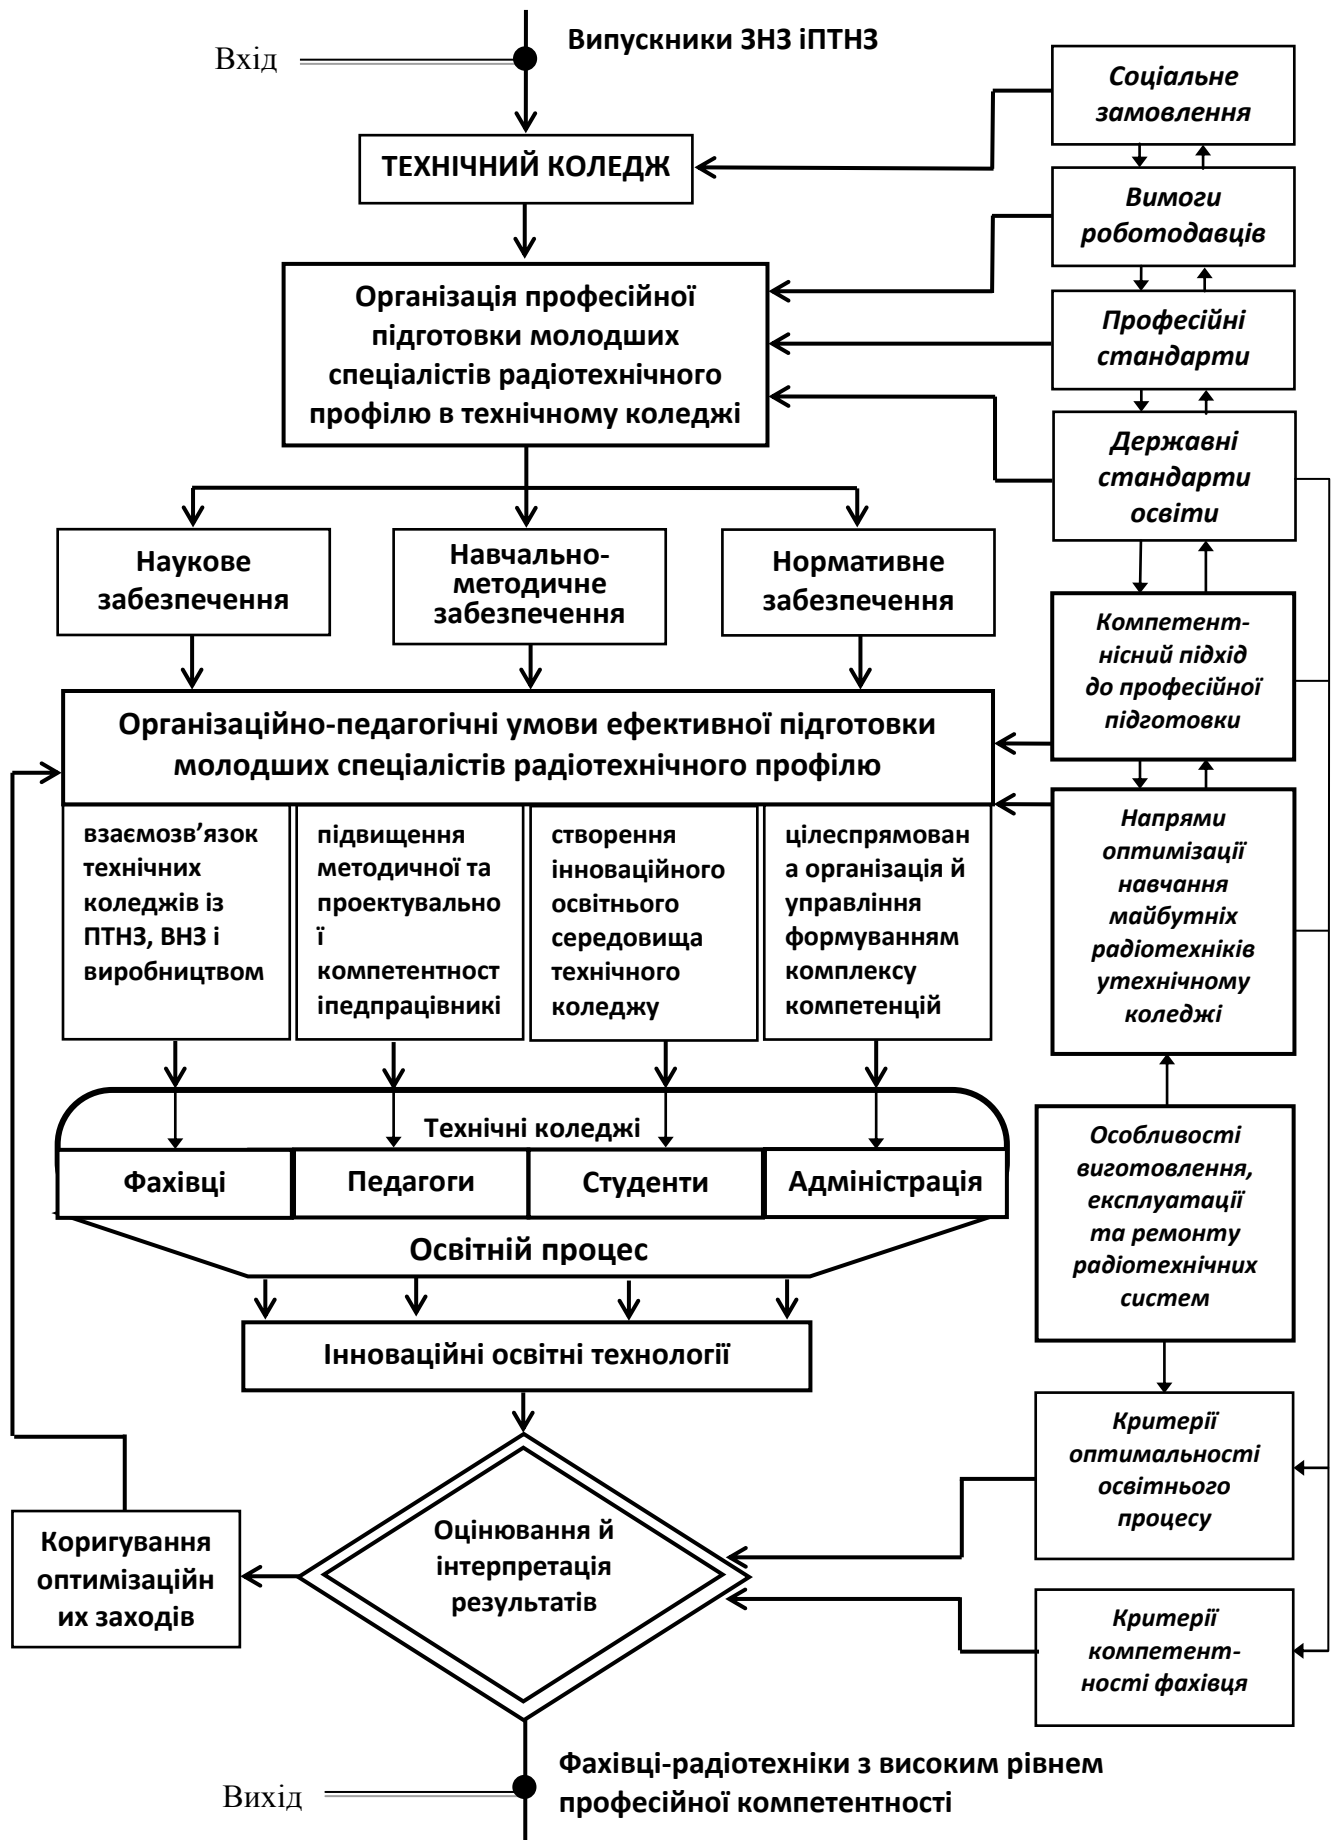 Випускники ЗНЗ іПТНЗ
Вхід
ТЕХНІЧНИЙ КОЛЕДЖ
Соціальне
замовлення
Вимоги
роботодавців
Організація професійної
підготовки молодших
спеціалістів радіотехнічного
профілю в технічному коледжі
Професійні
стандарти
Державні
стандарти
освіти
Наукове
забезпечення
Навчально-
методичне
забезпечення
Нормативне
забезпечення
Компетент-
нісний підхід
до професійної
підготовки
Організаційно-педагогічні умови ефективної підготовки
молодших спеціалістів радіотехнічного профілю
взаємозв’язок
технічних
коледжів із
ПТНЗ, ВНЗ і
виробництвом
підвищення
методичної та
проектувально
ї
компетентност
іпедпрацівникі
створення
інноваційного
освітнього
середовища
технічного
коледжу
цілеспрямован
а організація й
управління
формуванням
комплексу
компетенцій
Напрями
оптимізації
навчання
майбутніх
радіотехніків
утехнічному
коледжі
Технічні коледжі
Фахівці
Педагоги
Студенти
Адміністрація
Освітній процес
Особливості
виготовлення,
експлуатації
та ремонту
радіотехнічних
систем
Інноваційні освітні технології
Критерії
оптимальності
освітнього
процесу
Оцінювання й
інтерпретація
результатів
Коригування
оптимізаційн
их заходів
Критерії
компетент-
ності фахівця
Фахівці-радіотехніки з високим рівнем
професійної компетентності
Вихід